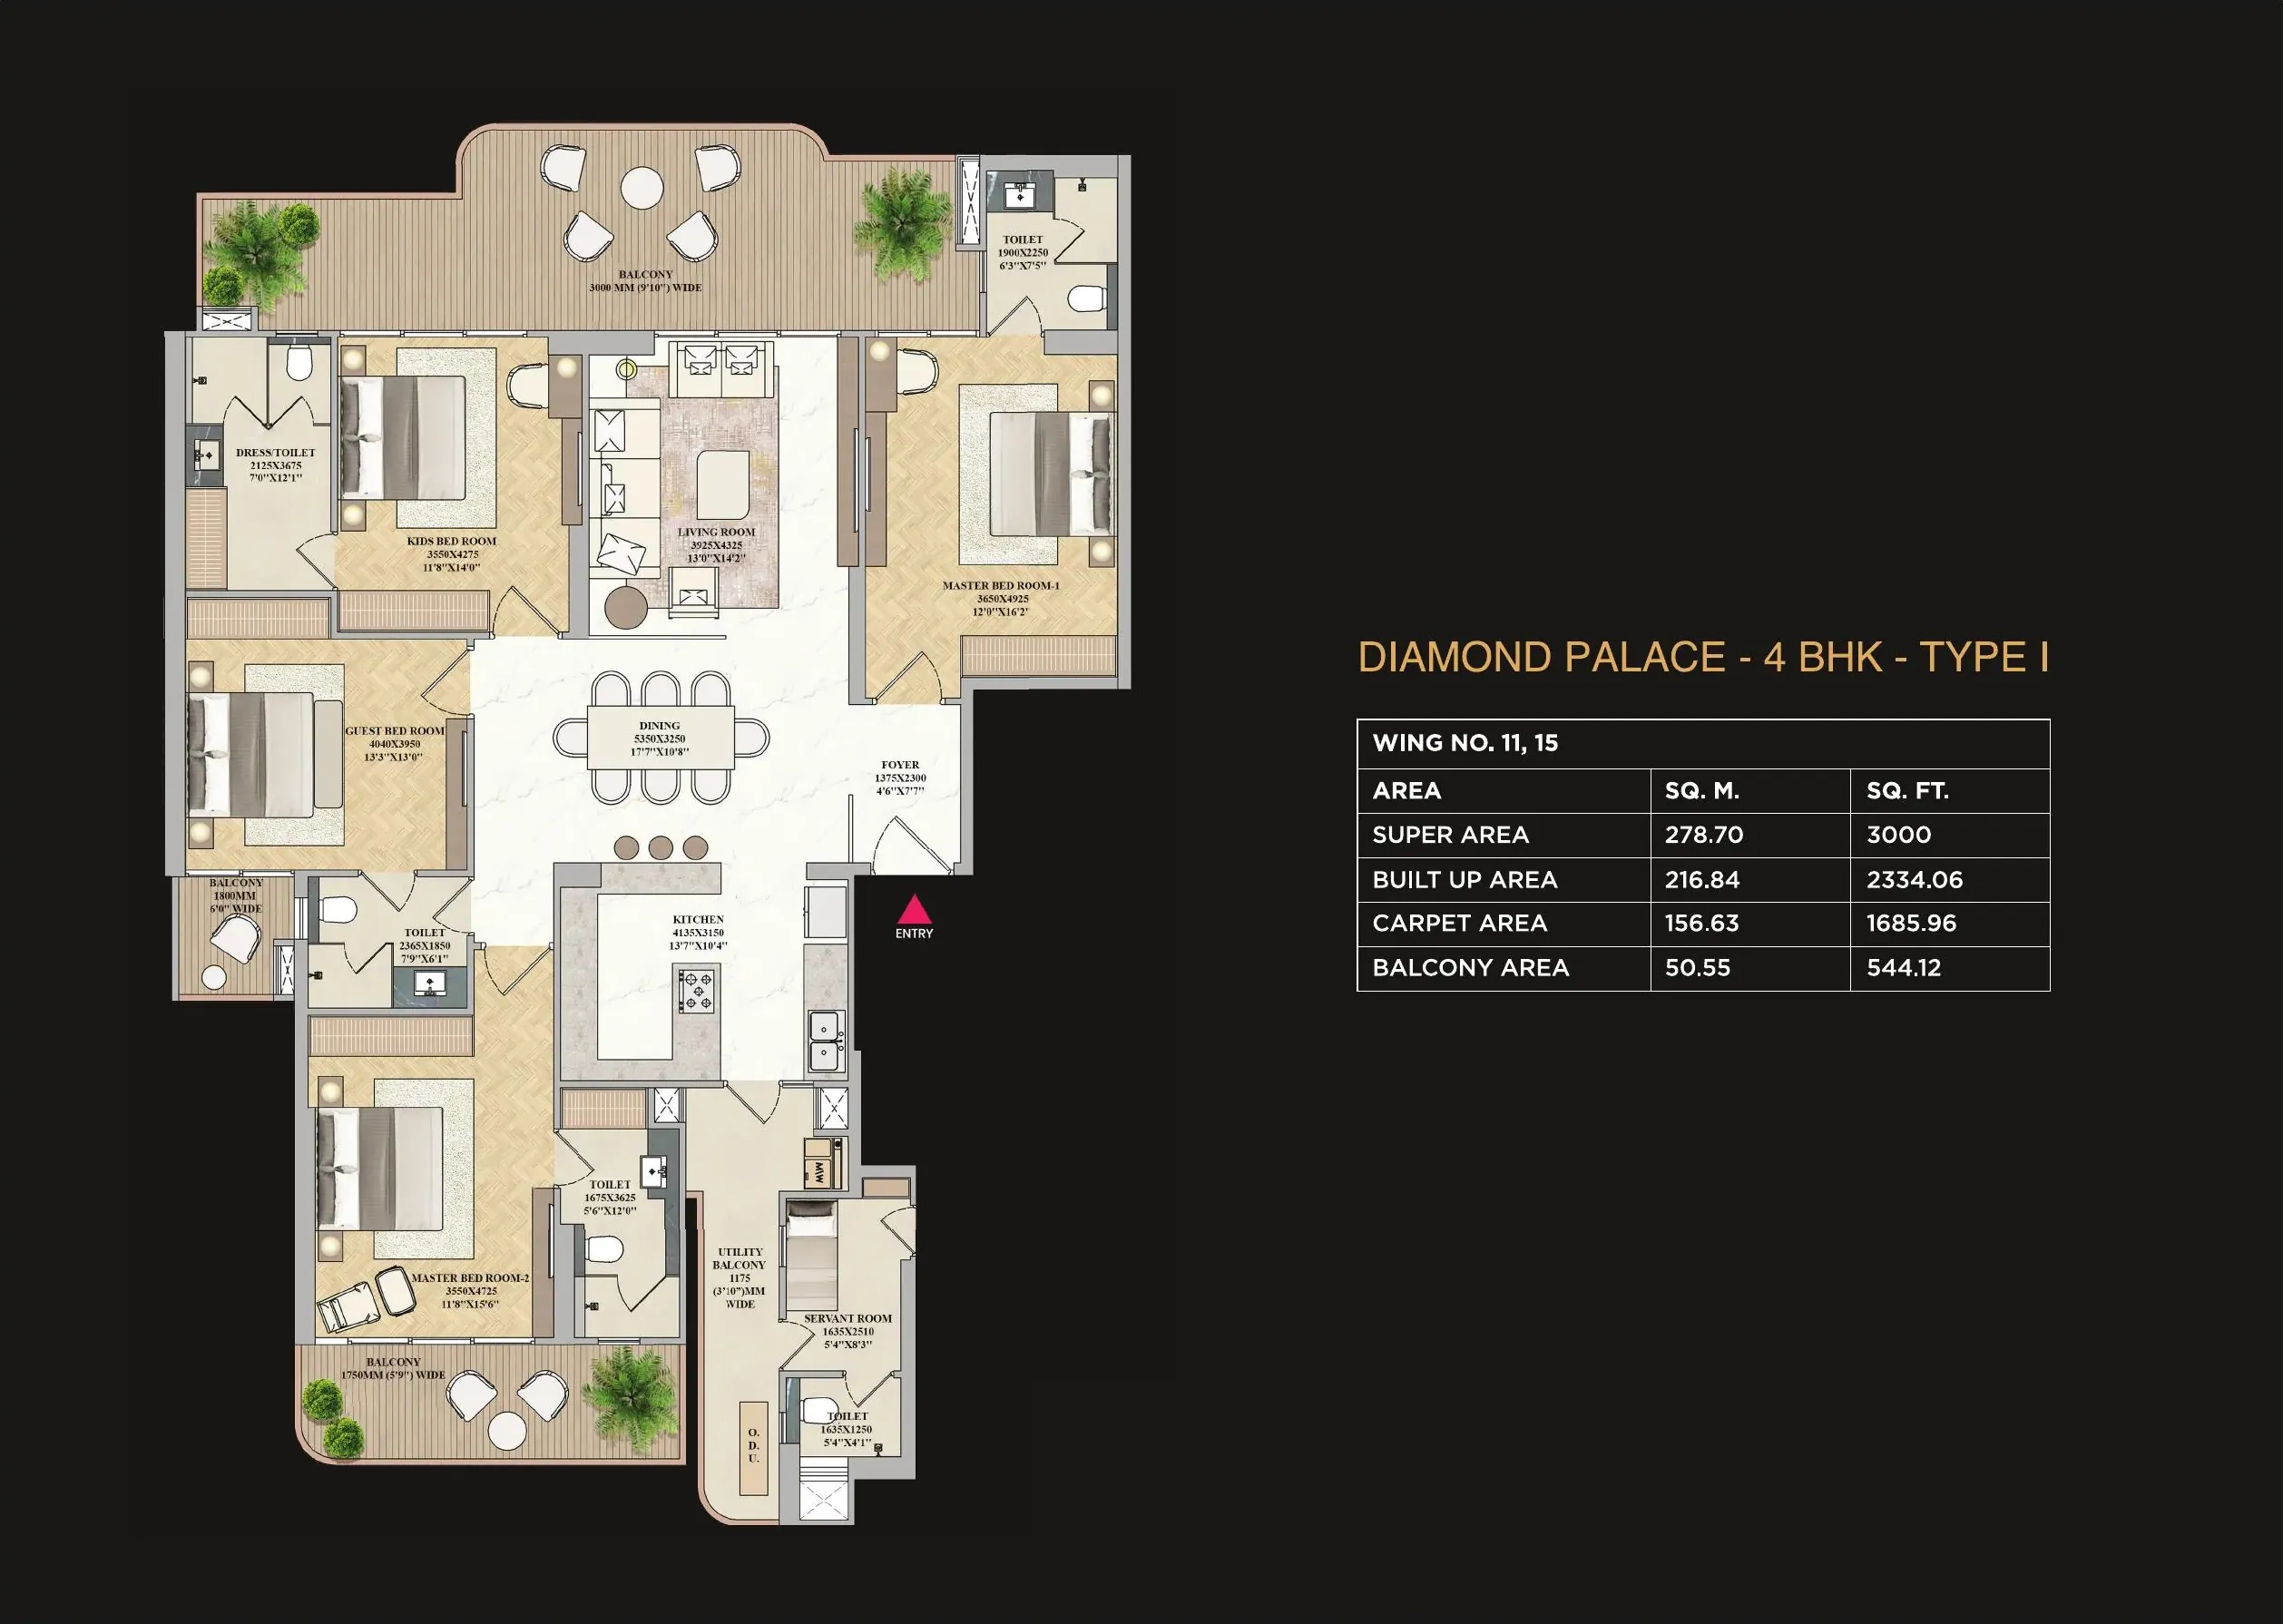 BALCONY
3000 MM (9'10") WIDE
TOILET
1900X2250
6'3"X7'5"
DRESS/TOILET
2125X3675
7'0"X12'1"
KIDS BED ROOM
3550X4275
11'8"X14'0"
LIVING ROOM
3925X4325
13'0"X14'2"
MASTER BED ROOM-1
3650X4925
12'0"X16'2'
GUEST BED ROOM
4040X3950
13'3"X13'0"
DINING
5350X3250
17'7"X10'8"
FOYER
1375X2300
4'6"X7'7"
ENTRY
BALCONY
1800MM
6'0" WIDE
TOILET
2365X1850
7'9"X6'1"
KITCHEN
4135X3150
13'7"X10'4"
MW
TOILET
1675X3625
5'6"X12'0"
MASTER BED ROOM-2
3550X4725
11'8"X15'6"
UTILITY
BALCONY
1175
(3'10")MM
WIDE
SERVANT ROOM
1635X2510
5'4"X8'3"
BALCONY
1750MM (5'9") WIDE
TOILET
1635X1250
5'4"X4'1"
O.
D.
U.
DIAMOND PALACE - 4 BHK - TYPE I
WING NO. 11, 15
AREA SQ. M. SQ. FT.
SUPER AREA 278.70 3000
BUILT UP AREA 216.84 2334.06
CARPET AREA 156.63 1685.96
BALCONY AREA 50.55 544.12